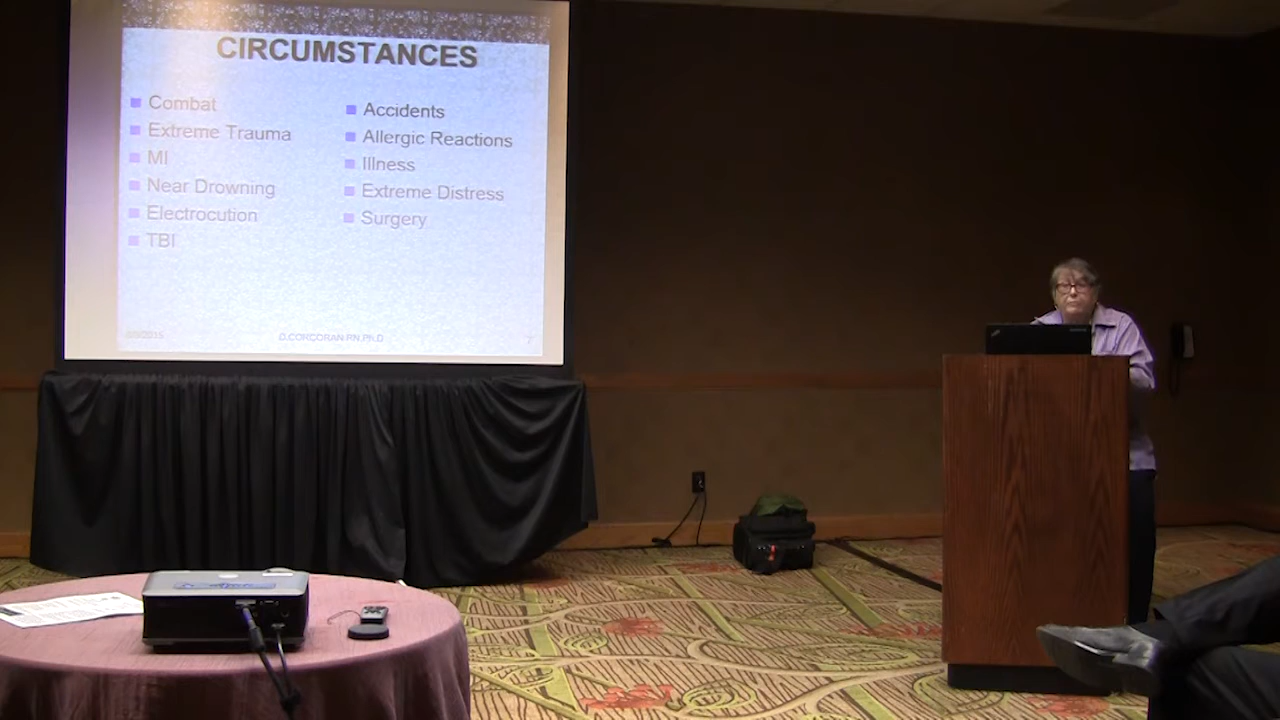 CIRCUMSTANCES
Combat
Extreme Trauma
MI
Near Drowning
Electrocution
TBI
Accidents
Allergic Reactions
Illness
Extreme Distress
Surgery
D.CORCORAN.RN.Ph.D